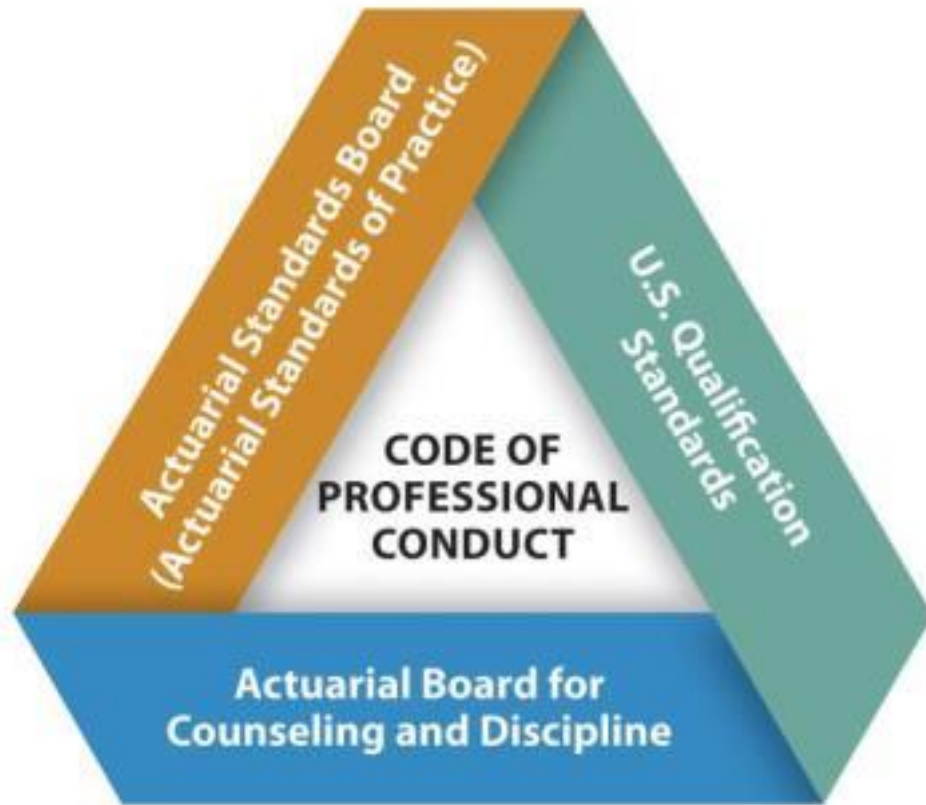 Actuarial Standards Board
(Actuarial Standards of Practice)
U.S. Qualification
Standards
CODE OF
PROFESSIONAL
CONDUCT
Actuarial Board for
Counseling and Discipline